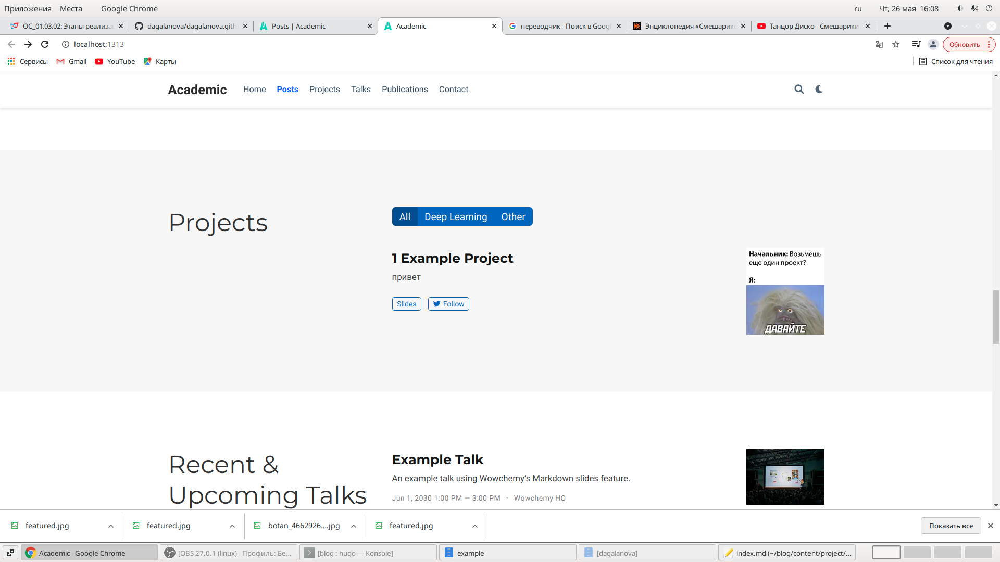 Приложения Места Google Chrome ru Чт, 26 мая 16:08
ОС_01.03.02: Этапы реализа dagalanova/dagalanova.gith Posts | Academic Academic переводчик - Поиск в Googl Энциклопедия «Смешарик Танцор Диско - Смешарики
localhost:1313 Обновить
Сервисы Gmail YouTube Карты Список для чтения
Academic Home Posts Projects Talks Publications Contact
Projects
All Deep Learning Other
1 Example Project
привет
Slides Follow
Начальник: Возьмешь
еще один проект?
Я:
ДАВАЙТЕ
Recent &
Upcoming Talks
Example Talk
An example talk using Wowchemy’s Markdown slides feature.
Jun 1, 2030 1:00 PM — 3:00 PM · Wowchemy HQ
featured.jpg featured.jpg botan_4662926....jpg featured.jpg Показать все
Academic - Google Chrome [OBS 27.0.1 (linux) - Профиль: Бе... [blog : hugo — Konsole] example [dagalanova] index.md (~/blog/content/project/...